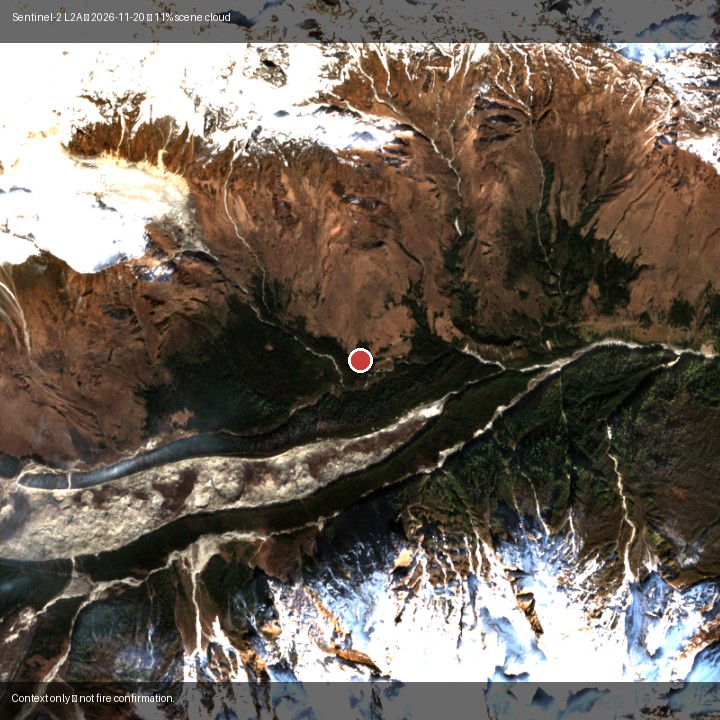 Sentinel-2 L2A▯2026-11-20▯11% scene cloud
Context only▯not fire confirmation.